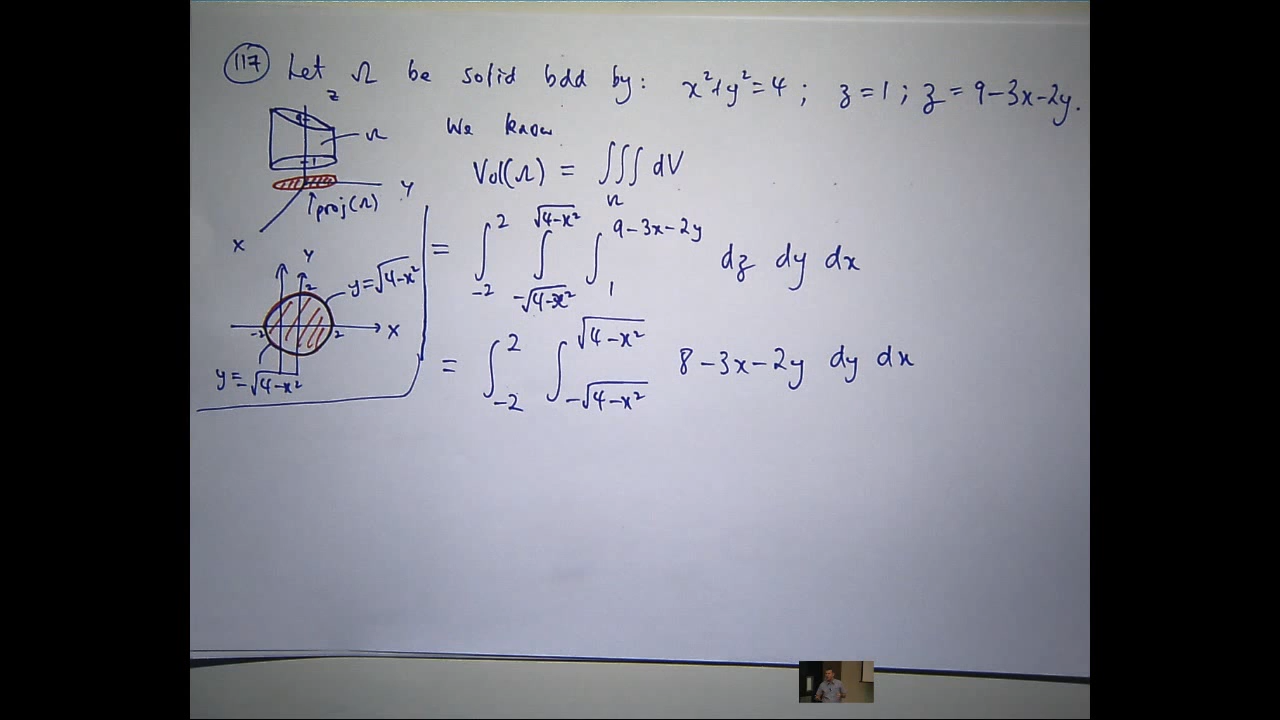 117 Let Ω be solid bdd by: x²+y²=4 ; z=1 ; z = 9-3x-2y.
z
Ω
1
y
proj(Ω)
x
We know
Vol(Ω) = ∭_Ω dV
= ∫_{-2}^{2} ∫_{-√(4-x²)}^{√(4-x²)} ∫_{1}^{9-3x-2y} dz dy dx
y
y=√(4-x²)
2
-2 2 x
y=-√(4-x²)
= ∫_{-2}^{2} ∫_{-√(4-x²)}^{√(4-x²)} 8-3x-2y dy dx